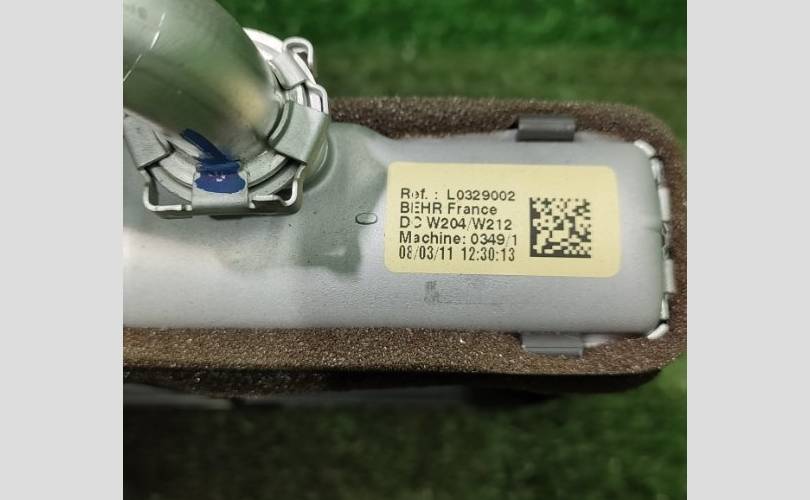 Ref. : L0329002
BEHR France
DC W204/W212
Machine: 0349/1
08/03/11 12:30:13